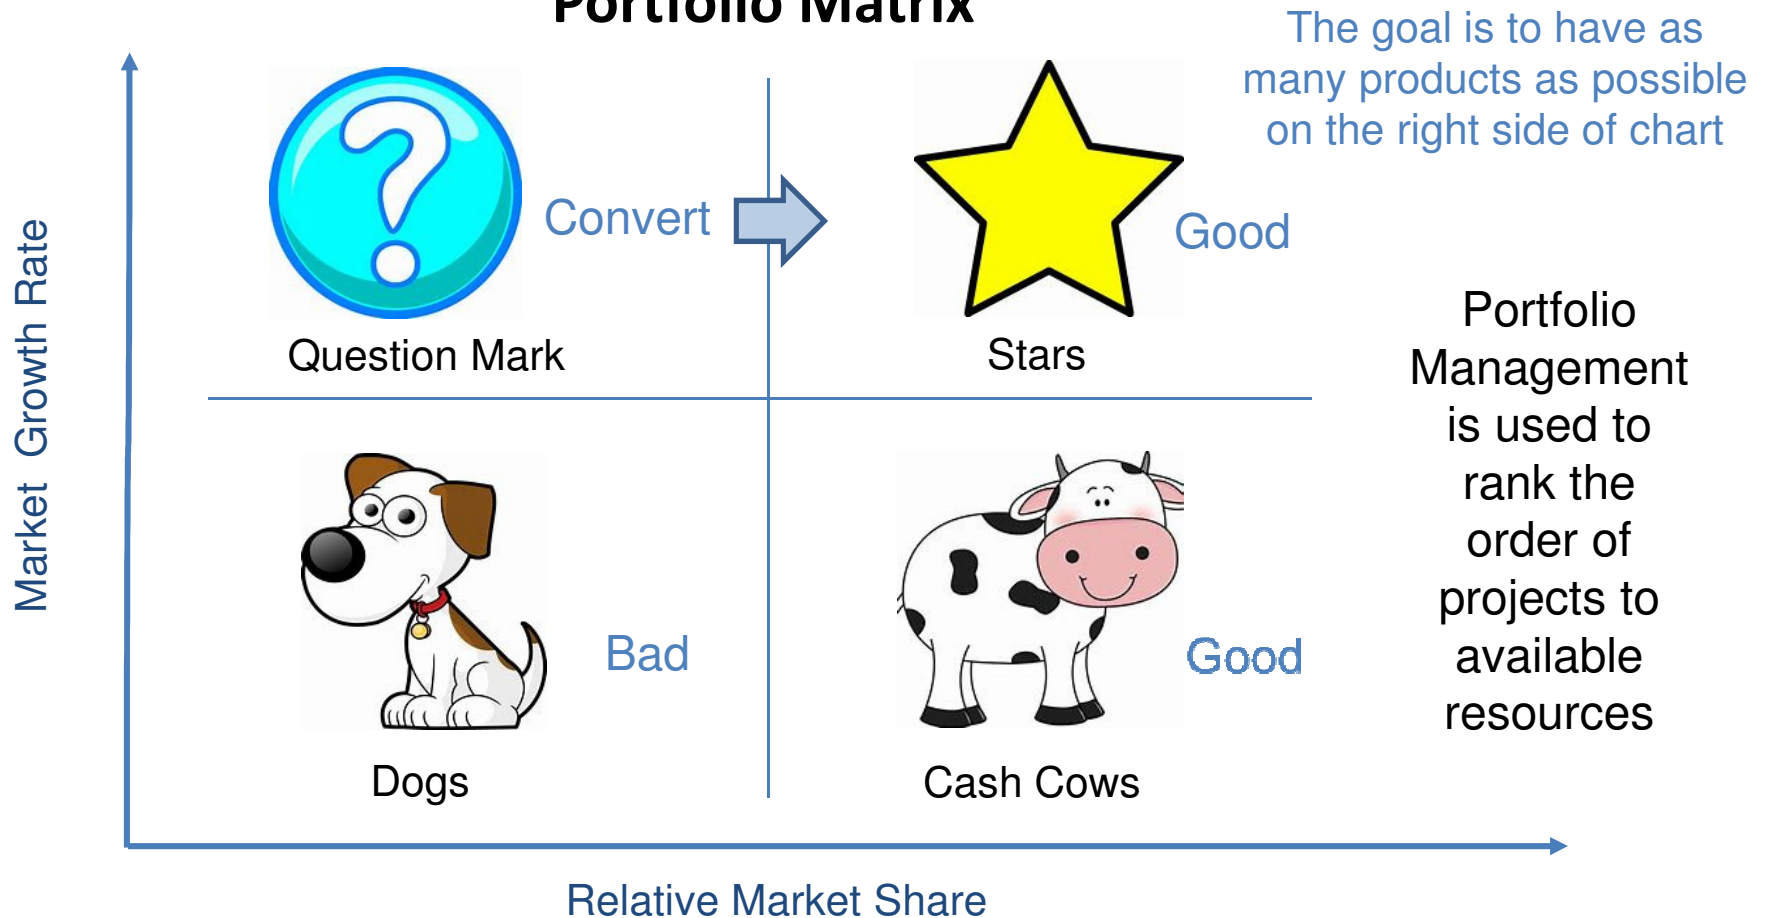 Portfolio Matrix
The goal is to have as
many products as possible
on the right side of chart
Convert
Good
Question Mark
Stars
Market Growth Rate
Portfolio
Management
is used to
rank the
order of
projects to
available
resources
Bad
Good
Dogs
Cash Cows
Relative Market Share